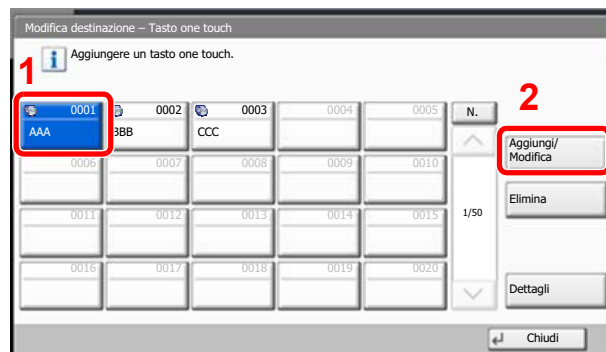 Modifica destinazione – Tasto one touch
Aggiungere un tasto one touch.
1
2
0001 0002 0003 0004 0005 N.
AAA BBB CCC
Aggiungi/
Modifica
0006 0007 0008 0009 0010
Elimina
0011 0012 0013 0014 0015 1/50
0016 0017 0018 0019 0020
Dettagli
Chiudi